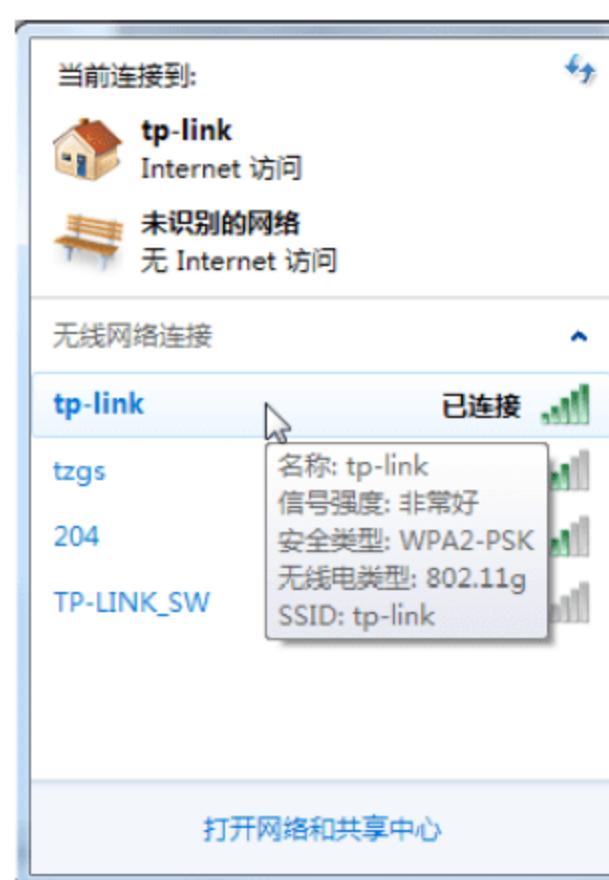 当前连接到:
tp-link
Internet 访问
未识别的网络
无 Internet 访问
无线网络连接
tp-link 已连接
tzgs
204
TP-LINK_SW
名称: tp-link
信号强度: 非常好
安全类型: WPA2-PSK
无线电类型: 802.11g
SSID: tp-link
打开网络和共享中心